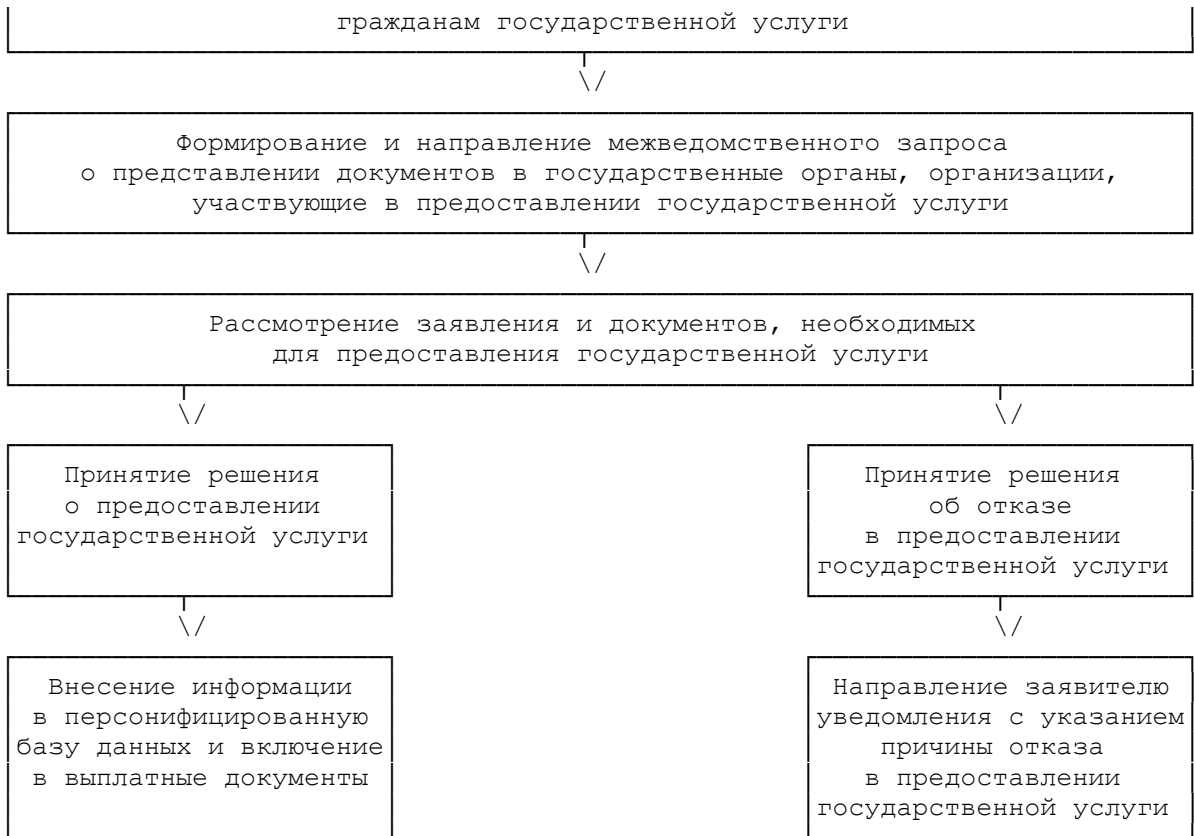 гражданам государственной услуги
\/
Формирование и направление межведомственного запроса
о представлении документов в государственные органы, организации,
участвующие в предоставлении государственной услуги
\/
Рассмотрение заявления и документов, необходимых
для предоставления государственной услуги
\/
\/
Принятие решения
о предоставлении
государственной услуги
Принятие решения
об отказе
в предоставлении
государственной услуги
\/
\/
Внесение информации
в персонифицированную
базу данных и включение
в выплатные документы
Направление заявителю
уведомления с указанием
причины отказа
в предоставлении
государственной услуги